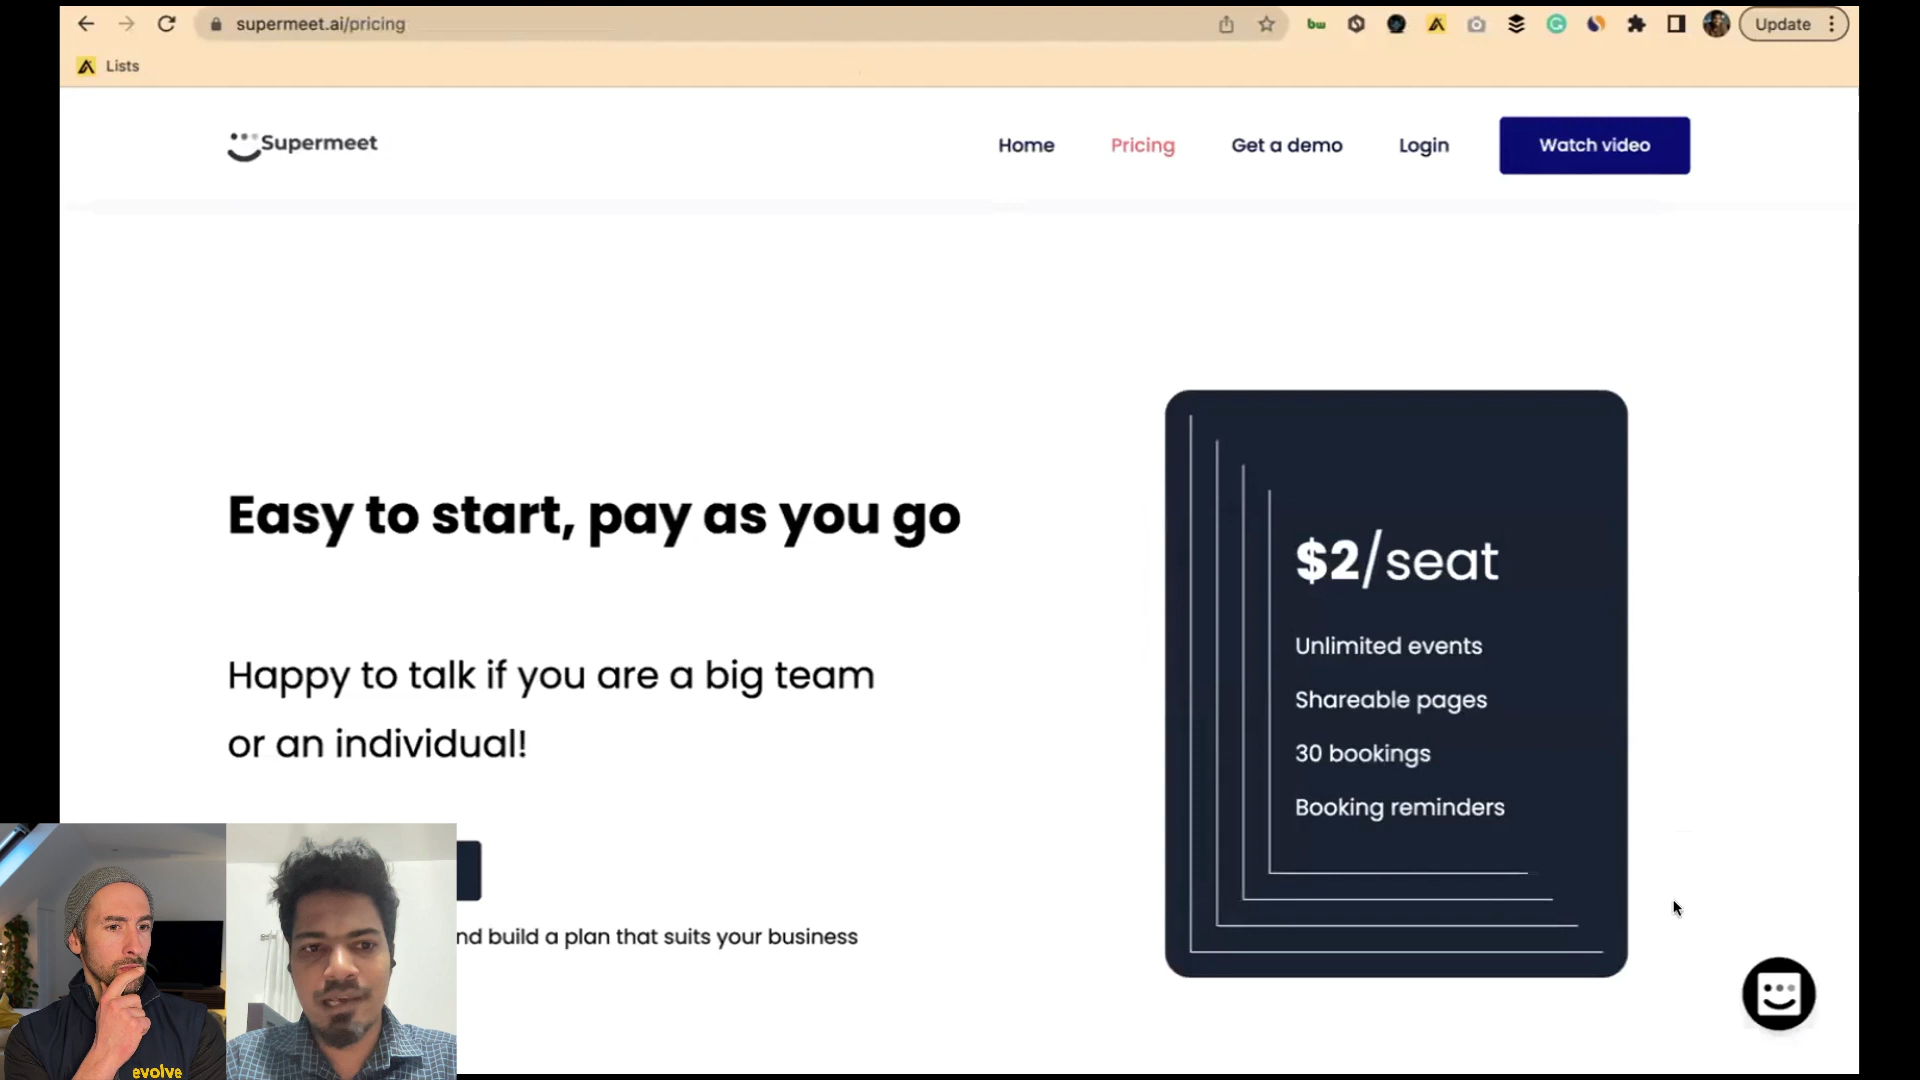 supermeet.ai/pricing
bw
Update
Lists
Supermeet
Home
Pricing
Get a demo
Login
Watch video
Easy to start, pay as you go
Happy to talk if you are a big team
or an individual!
nd build a plan that suits your business
$2/seat
Unlimited events
Shareable pages
30 bookings
Booking reminders
evolve